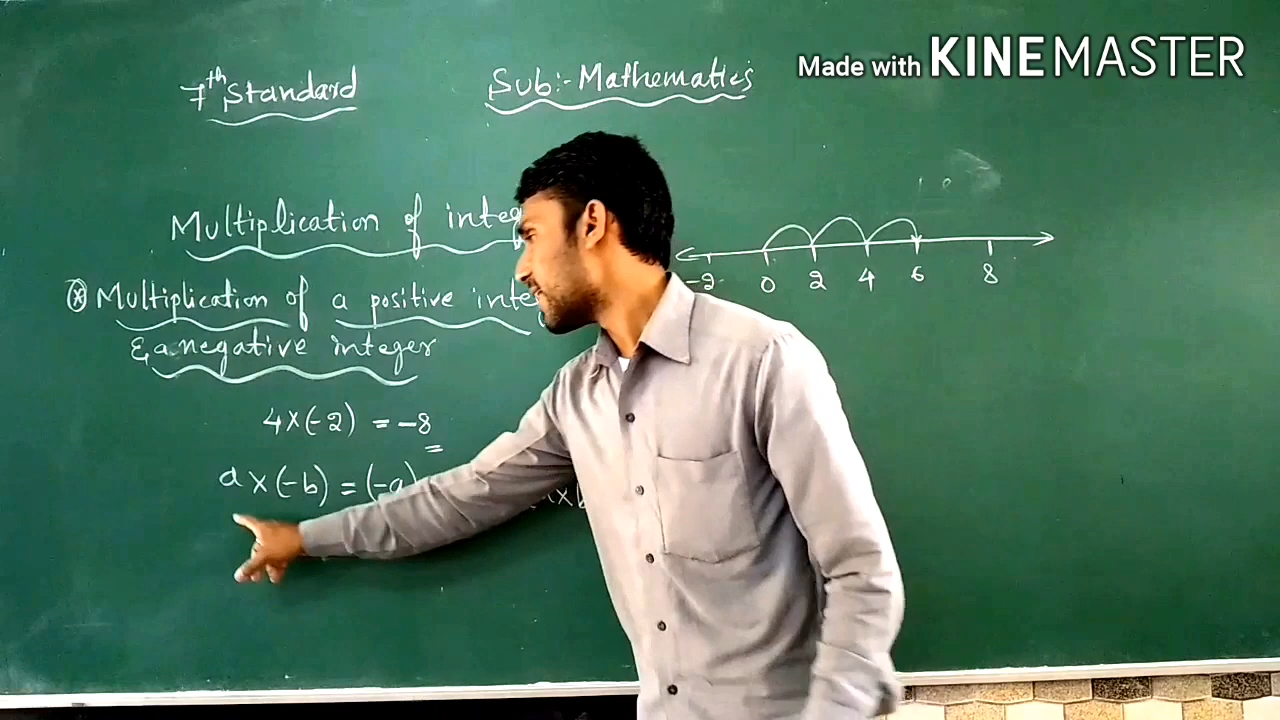 Made with KINEMASTER
7th Standard Sub:- Mathematics
Multiplication of integ
-2 0 2 4 6 8
Multiplication of a positive inte
& a negative integer
4×(-2) = -8
a×(-b) = (-a)